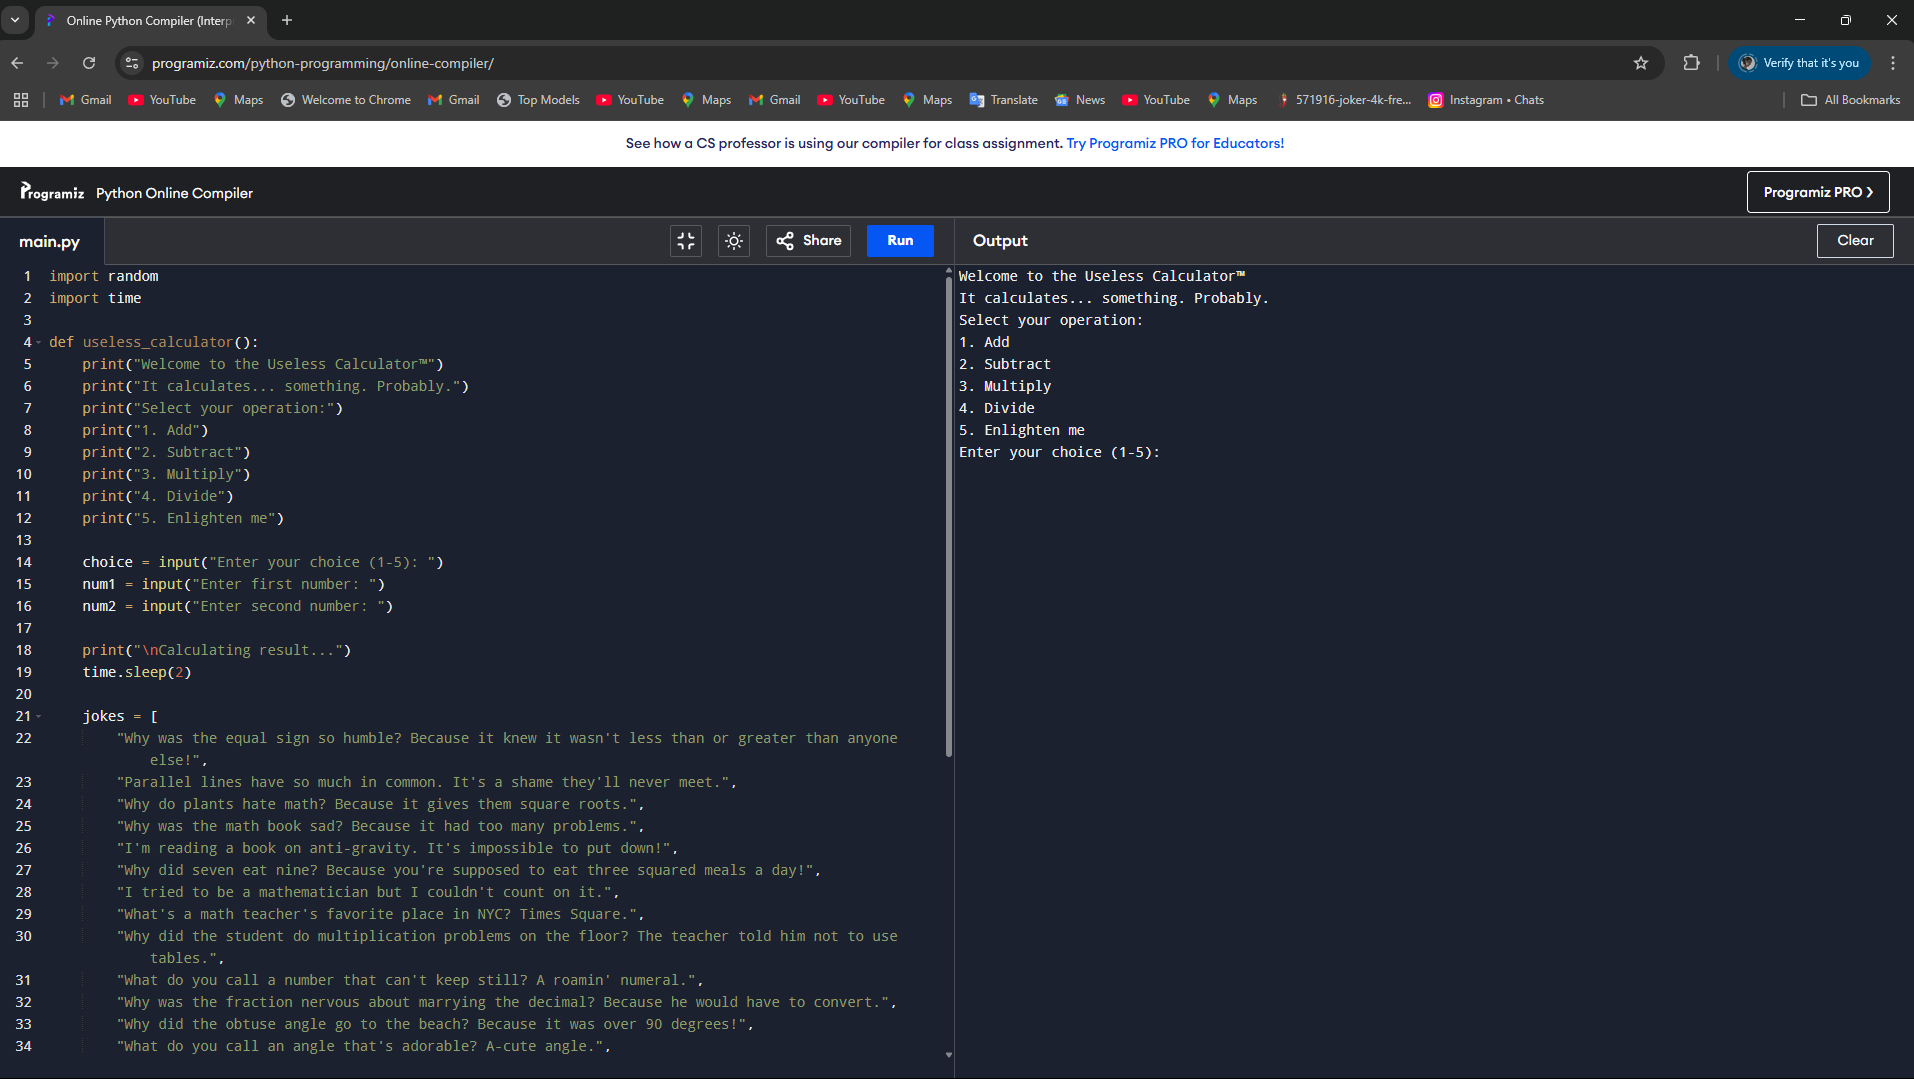 Online Python Compiler (Interp
programiz.com/python-programming/online-compiler/
Verify that it's you
Gmail YouTube Maps Welcome to Chrome Gmail Top Models YouTube Maps Gmail YouTube Maps Translate News YouTube Maps 571916-joker-4k-fre... Instagram • Chats All Bookmarks
See how a CS professor is using our compiler for class assignment. Try Programiz PRO for Educators!
Programiz Python Online Compiler
Programiz PRO ❯
main.py
Share
Run
Output
Clear
1 import random
2 import time
3
4 def useless_calculator():
5 print("Welcome to the Useless Calculator™")
6 print("It calculates... something. Probably.")
7 print("Select your operation:")
8 print("1. Add")
9 print("2. Subtract")
10 print("3. Multiply")
11 print("4. Divide")
12 print("5. Enlighten me")
13
14 choice = input("Enter your choice (1-5): ")
15 num1 = input("Enter first number: ")
16 num2 = input("Enter second number: ")
17
18 print("\nCalculating result...")
19 time.sleep(2)
20
21 jokes = [
22 "Why was the equal sign so humble? Because it knew it wasn't less than or greater than anyone
else!",
23 "Parallel lines have so much in common. It's a shame they'll never meet.",
24 "Why do plants hate math? Because it gives them square roots.",
25 "Why was the math book sad? Because it had too many problems.",
26 "I'm reading a book on anti-gravity. It's impossible to put down!",
27 "Why did seven eat nine? Because you're supposed to eat three squared meals a day!",
28 "I tried to be a mathematician but I couldn't count on it.",
29 "What's a math teacher's favorite place in NYC? Times Square.",
30 "Why did the student do multiplication problems on the floor? The teacher told him not to use
tables.",
31 "What do you call a number that can't keep still? A roamin' numeral.",
32 "Why was the fraction nervous about marrying the decimal? Because he would have to convert.",
33 "Why did the obtuse angle go to the beach? Because it was over 90 degrees!",
34 "What do you call an angle that's adorable? A-cute angle.",
Welcome to the Useless Calculator™
It calculates... something. Probably.
Select your operation:
1. Add
2. Subtract
3. Multiply
4. Divide
5. Enlighten me
Enter your choice (1-5):